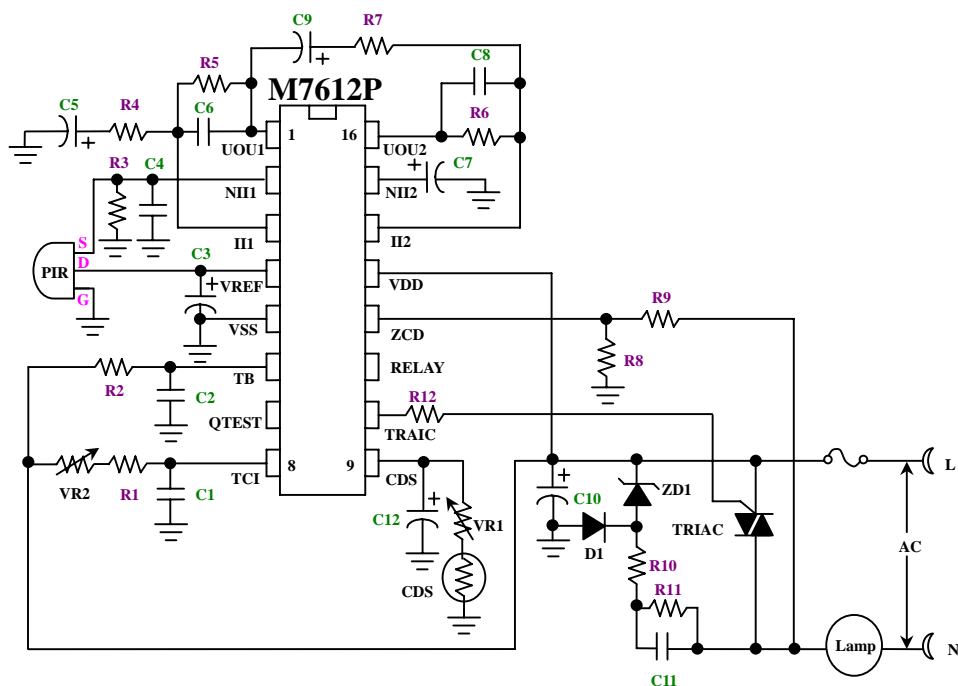 C9
R7
C8
R5
M7612P
C5
R4
C6
R6
1
16
UOU1
UOU2
R3
C4
C7
NII1
NII2
S
II1
II2
D
PIR
C3
G
VREF
VDD
R9
VSS
ZCD
R8
R2
C2
TB
RELAY
R12
QTEST
TRAIC
VR2
R1
C1
TCI
8
9
CDS
L
C10
ZD1
C12
VR1
D1
TRIAC
AC
R10
CDS
R11
Lamp
N
C11